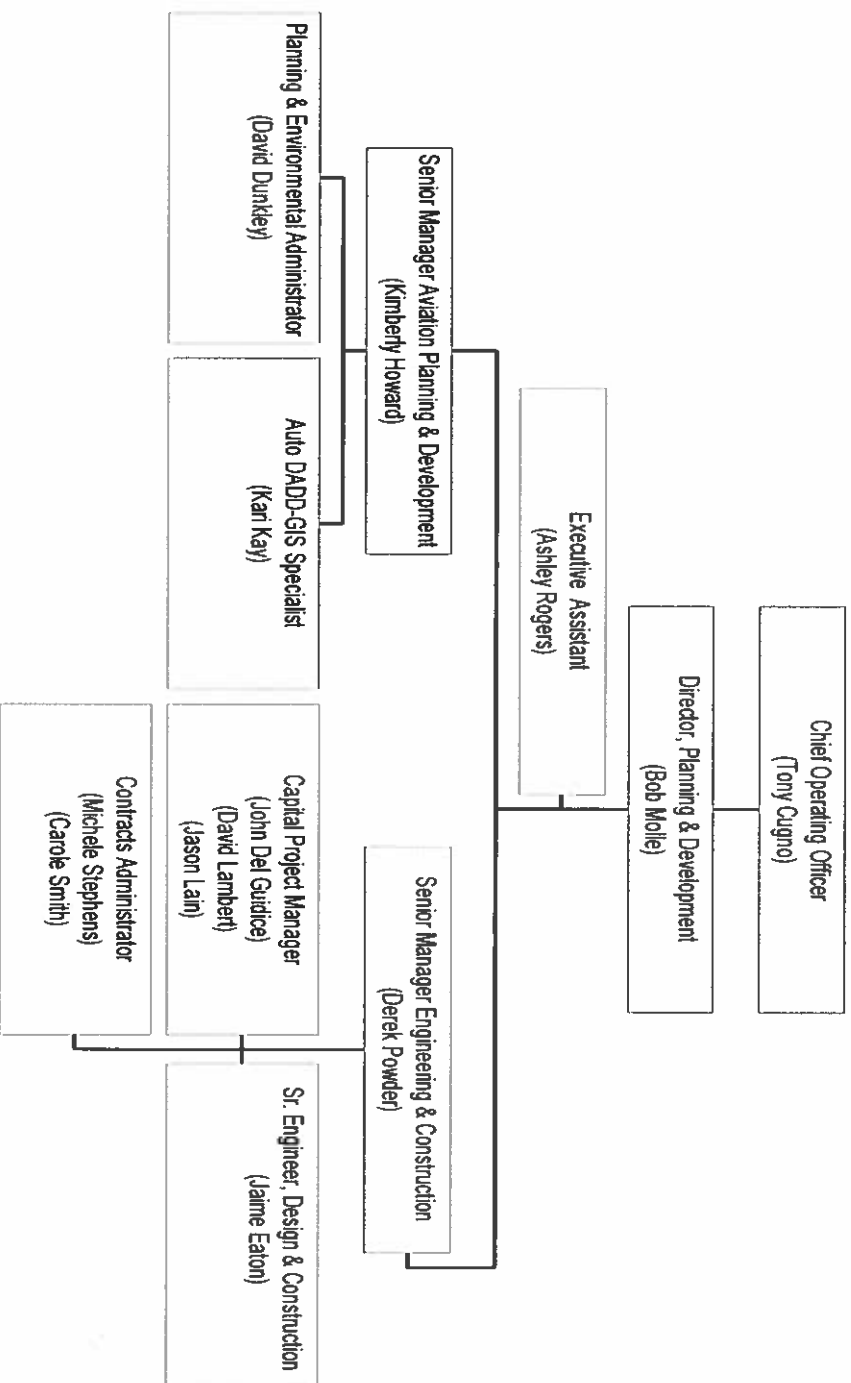 Chief Operating Officer
(Tony Cugno)
Director, Planning & Development
(Bob Molle)
Executive Assistant
(Ashley Rogers)
Senior Manager Aviation Planning & Development
(Kimberly Howard)
Senior Manager Engineering & Construction
(Derek Powder)
Planning & Environmental Administrator
(David Dunkley)
Auto DADD-GIS Specialist
(Kari Kay)
Capital Project Manager
(John Del Guidice)
(David Lambert)
(Jason Lain)
Sr. Engineer, Design & Construction
(Jaime Eaton)
Contracts Administrator
(Michele Stephens)
(Carole Smith)